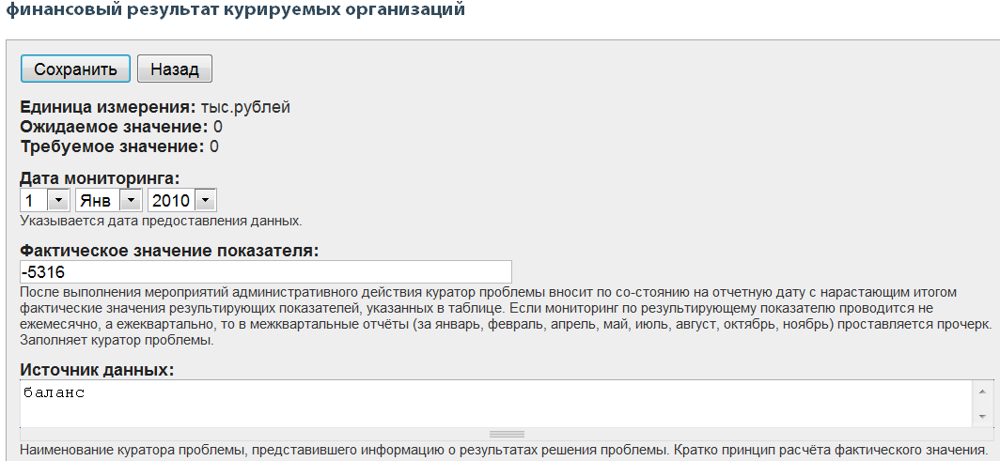 финансовый результат курируемых организаций
Сохранить Назад
Единица измерения: тыс.рублей
Ожидаемое значение: 0
Требуемое значение: 0
Дата мониторинга:
1 Янв 2010
Указывается дата предоставления данных.
Фактическое значение показателя:
-5316
После выполнения мероприятий административного действия куратор проблемы вносит по со-стоянию на отчетную дату с нарастающим итогом
фактические значения результирующих показателей, указанных в таблице. Если мониторинг по результирующему показателю проводится не
ежемесячно, а ежеквартально, то в межквартальные отчёты (за январь, февраль, апрель, май, июль, август, октябрь, ноябрь) проставляется прочерк.
Заполняет куратор проблемы.
Источник данных:
баланс
Наименование куратора проблемы, представившего информацию о результатах решения проблемы. Кратко принцип расчёта фактического значения.